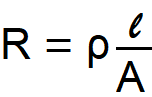 R = ρ ℓ/A